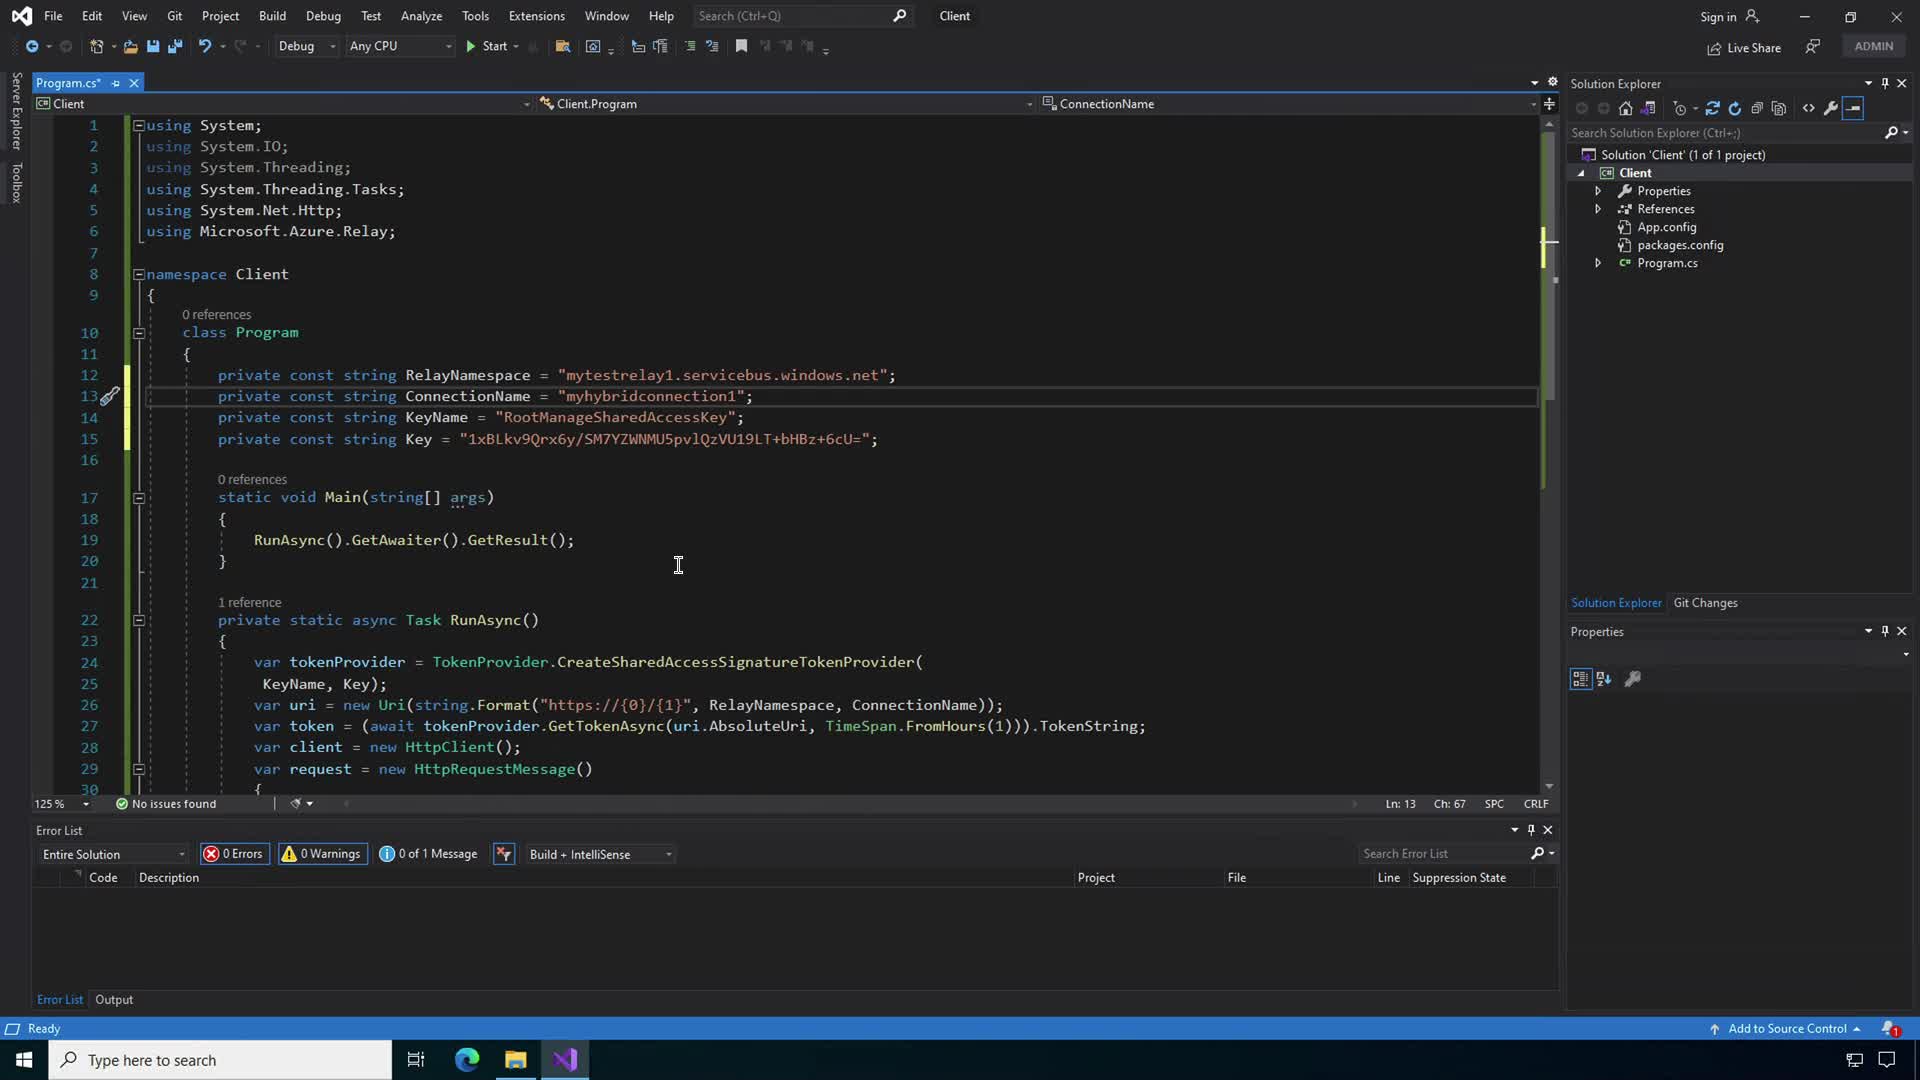 File Edit View Git Project Build Debug Test Analyze Tools Extensions Window Help Search (Ctrl+Q) Client Sign in
Debug Any CPU Start Live Share ADMIN
Server Explorer
Toolbox
Program.cs*
Client Client.Program ConnectionName
1 using System;
2 using System.IO;
3 using System.Threading;
4 using System.Threading.Tasks;
5 using System.Net.Http;
6 using Microsoft.Azure.Relay;
7
8 namespace Client
9 {
0 references
10 class Program
11 {
12 private const string RelayNamespace = "mytestrelay1.servicebus.windows.net";
13 private const string ConnectionName = "myhybridconnection1";
14 private const string KeyName = "RootManageSharedAccessKey";
15 private const string Key = "1xBLkv9Qrx6y/SM7YZWNMU5pvlQzVU19LT+bHBz+6cU=";
16
0 references
17 static void Main(string[] args)
18 {
19 RunAsync().GetAwaiter().GetResult();
20 }
21
1 reference
22 private static async Task RunAsync()
23 {
24 var tokenProvider = TokenProvider.CreateSharedAccessSignatureTokenProvider(
25 KeyName, Key);
26 var uri = new Uri(string.Format("https://{0}/{1}", RelayNamespace, ConnectionName));
27 var token = (await tokenProvider.GetTokenAsync(uri.AbsoluteUri, TimeSpan.FromHours(1))).TokenString;
28 var client = new HttpClient();
29 var request = new HttpRequestMessage()
30 {
125 % No issues found Ln: 13 Ch: 67 SPC CRLF
Error List
Entire Solution 0 Errors 0 Warnings 0 of 1 Message Build + IntelliSense Search Error List
Code Description Project File Line Suppression State
Error List Output
Solution Explorer
Search Solution Explorer (Ctrl+;)
Solution 'Client' (1 of 1 project)
Client
Properties
References
App.config
packages.config
Program.cs
Solution Explorer Git Changes
Properties
Ready Add to Source Control 1
Type here to search